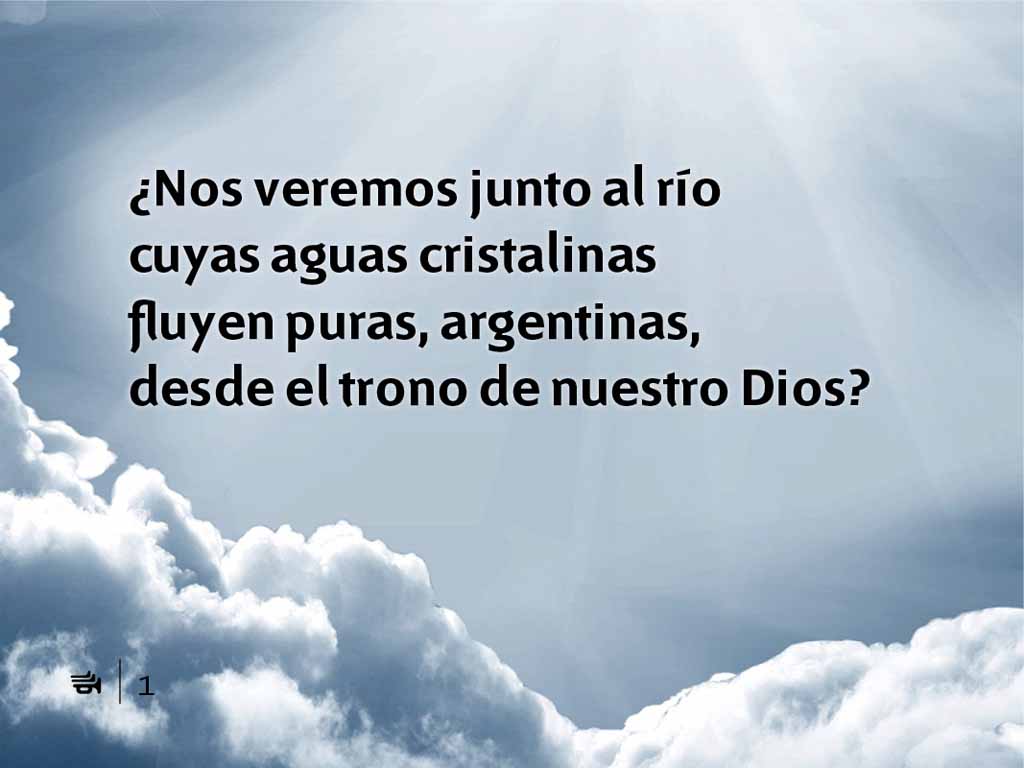 ¿Nos veremos junto al río
cuyas aguas cristalinas
fluyen puras, argentinas,
desde el trono de nuestro Dios?
1